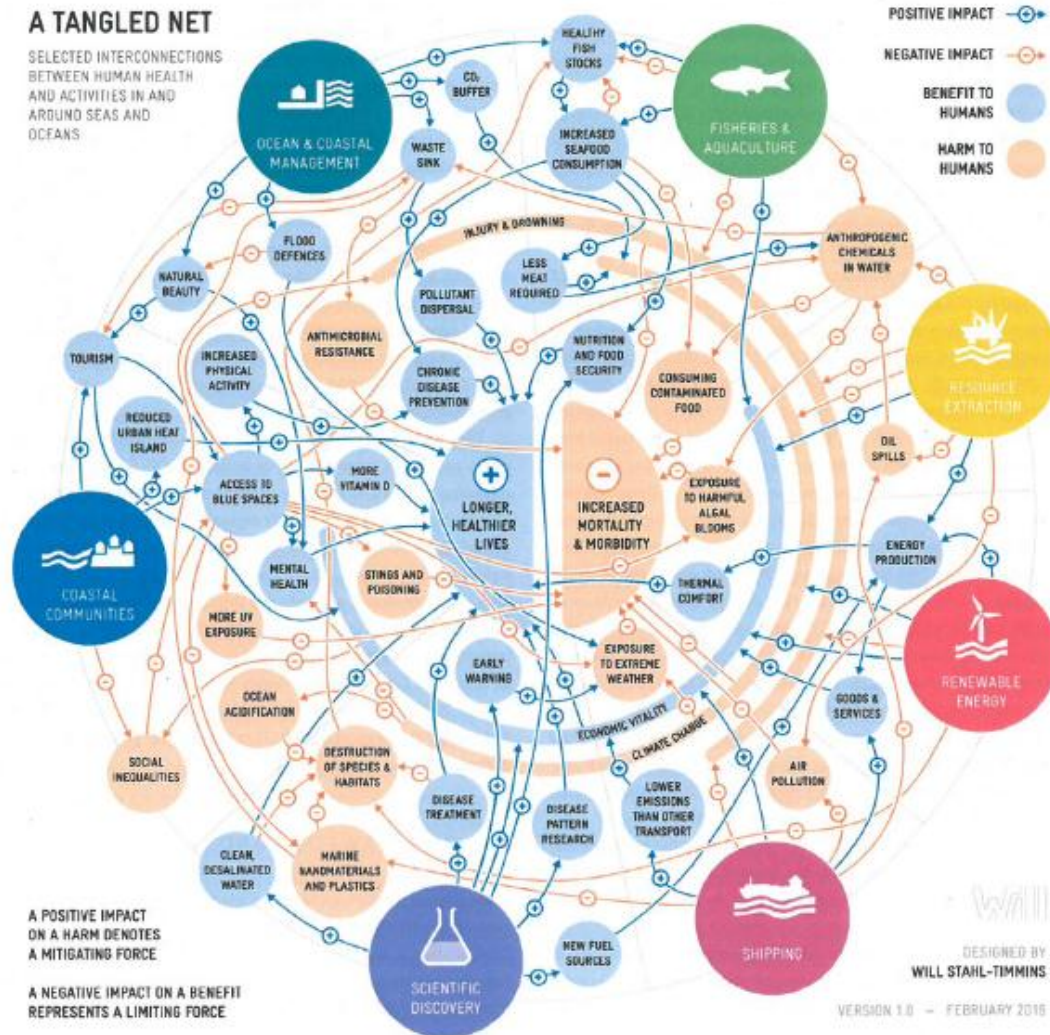 A TANGLED NET
SELECTED INTERCONNECTIONS
BETWEEN HUMAN HEALTH
AND ACTIVITIES IN AND
AROUND SEAS AND
OCEANS
POSITIVE IMPACT
NEGATIVE IMPACT
BENEFIT TO
HUMANS
HARM TO
HUMANS
OCEAN & COASTAL
MANAGEMENT
CO₂
BUFFER
HEALTHY
FISH
STOCKS
FISHERIES &
AQUACULTURE
WASTE
SINK
INCREASED
SEAFOOD
CONSUMPTION
INJURY & DROWNING
ANTHROPOGENIC
CHEMICALS
IN WATER
FLOOD
DEFENCES
NATURAL
BEAUTY
LESS
MEAT
REQUIRED
POLLUTANT
DISPERSAL
ANTIMICROBIAL
RESISTANCE
TOURISM
INCREASED
PHYSICAL
ACTIVITY
CHRONIC
DISEASE
PREVENTION
NUTRITION
AND FOOD
SECURITY
CONSUMING
CONTAMINATED
FOOD
RESOURCE
EXTRACTION
REDUCED
URBAN HEAT
ISLAND
OIL
SPILLS
ACCESS TO
BLUE SPACES
MORE
VITAMIN D
LONGER,
HEALTHIER
LIVES
INCREASED
MORTALITY
& MORBIDITY
EXPOSURE
TO HARMFUL
ALGAL
BLOOMS
ENERGY
PRODUCTION
COASTAL
COMMUNITIES
MENTAL
HEALTH
STINGS AND
POISONING
THERMAL
COMFORT
MORE UV
EXPOSURE
EARLY
WARNING
EXPOSURE
TO EXTREME
WEATHER
RENEWABLE
ENERGY
OCEAN
ACIDIFICATION
GOODS &
SERVICES
ECONOMIC VITALITY
CLIMATE CHANGE
SOCIAL
INEQUALITIES
DESTRUCTION
OF SPECIES &
HABITATS
AIR
POLLUTION
DISEASE
TREATMENT
DISEASE
PATTERN
RESEARCH
LOWER
EMISSIONS
THAN OTHER
TRANSPORT
CLEAN,
DESALINATED
WATER
MARINE
NANOMATERIALS
AND PLASTICS
A POSITIVE IMPACT
ON A HARM DENOTES
A MITIGATING FORCE
A NEGATIVE IMPACT ON A BENEFIT
REPRESENTS A LIMITING FORCE
SCIENTIFIC
DISCOVERY
NEW FUEL
SOURCES
SHIPPING
Will
DESIGNED BY
WILL STAHL-TIMMINS
VERSION 1.0 – FEBRUARY 2018